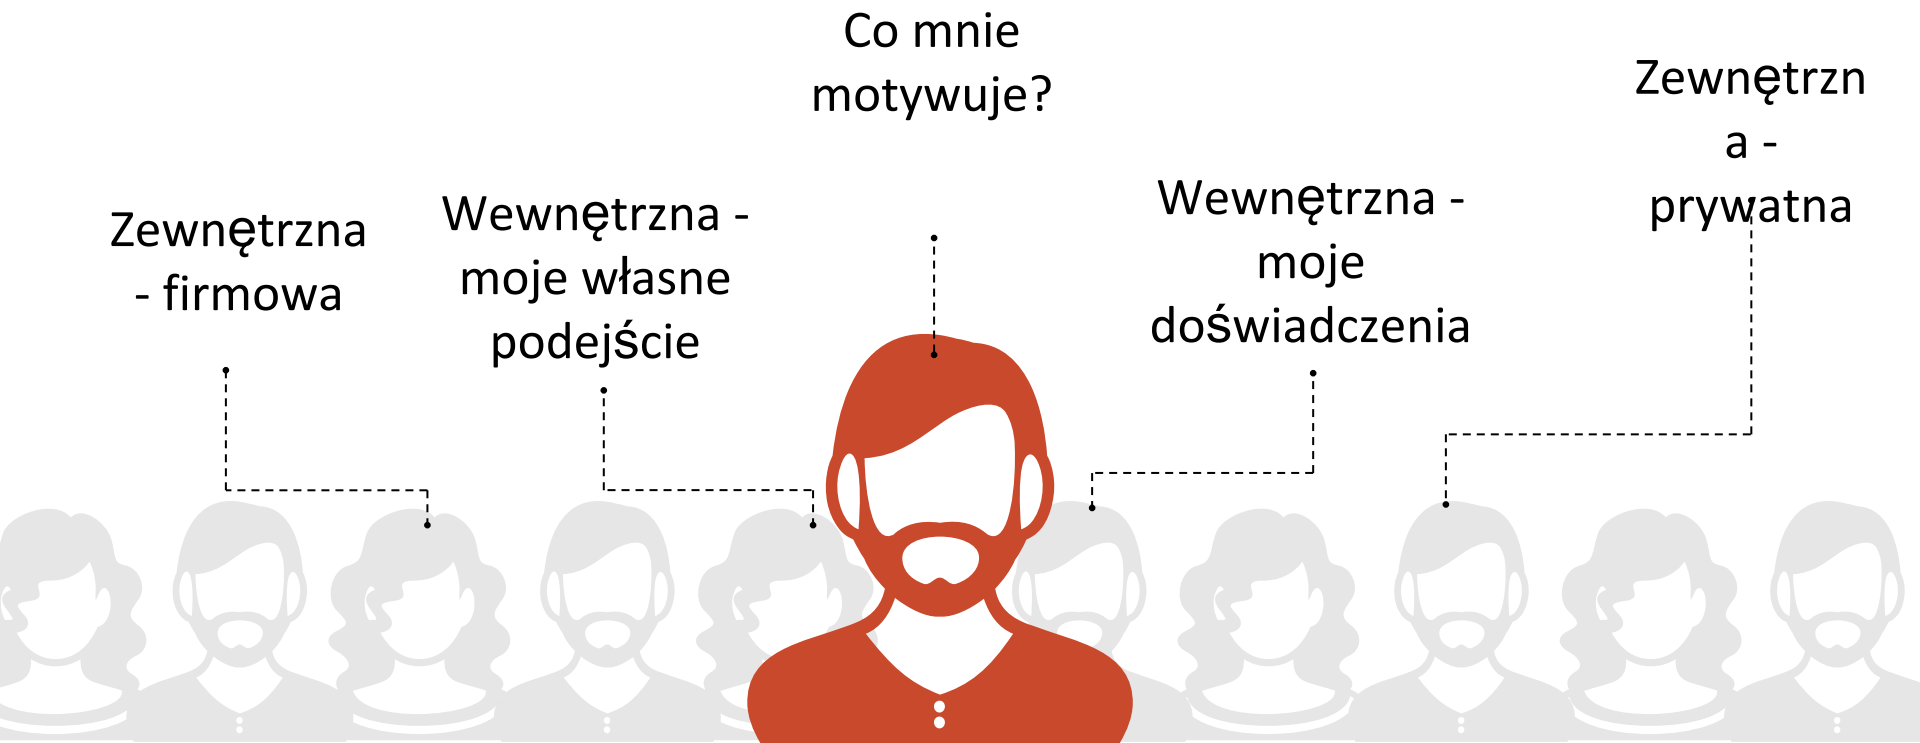 Co mnie
motywuje?
Zewnętrzna
- firmowa
Wewnętrzna -
moje własne
podejście
Wewnętrzna -
moje
doświadczenia
Zewnętrzn
a -
prywatna